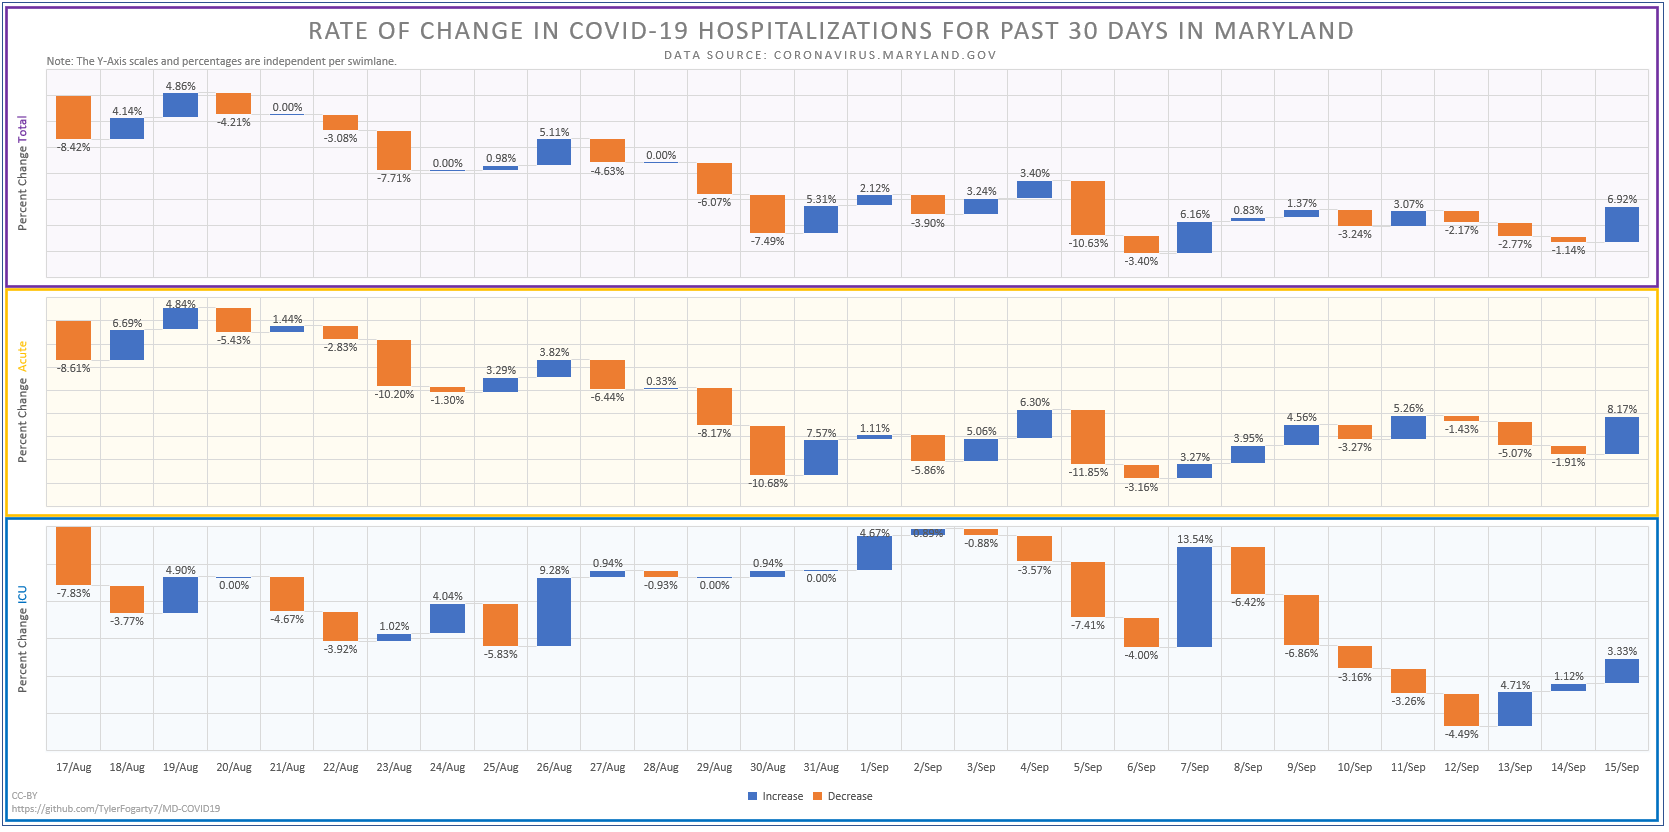 RATE OF CHANGE IN COVID-19 HOSPITALIZATIONS FOR PAST 30 DAYS IN MARYLAND
DATA SOURCE: CORONAVIRUS.MARYLAND.GOV
Note: The Y-Axis scales and percentages are independent per swimlane.
Percent Change Total
-8.42% 4.14% 4.86% -4.21% 0.00% -3.08% -7.71% 0.00% 0.98% 5.11% -4.63% 0.00% -6.07% -7.49% 5.31% 2.12% -3.90% 3.24% 3.40% -10.63% -3.40% 6.16% 0.83% 1.37% -3.24% 3.07% -2.17% -2.77% -1.14% 6.92%
Percent Change Acute
-8.61% 6.69% 4.84% -5.43% 1.44% -2.83% -10.20% -1.30% 3.29% 3.82% -6.44% 0.33% -8.17% -10.68% 7.57% 1.11% -5.86% 5.06% 6.30% -11.85% -3.16% 3.27% 3.95% 4.56% -3.27% 5.26% -1.43% -5.07% -1.91% 8.17%
Percent Change ICU
-7.83% -3.77% 4.90% 0.00% -4.67% -3.92% 1.02% 4.04% -5.83% 9.28% 0.94% -0.93% 0.00% 0.94% 0.00% 4.67% 0.89% -0.88% -3.57% -7.41% -4.00% 13.54% -6.42% -6.86% -3.16% -3.26% -4.49% 4.71% 1.12% 3.33%
17/Aug 18/Aug 19/Aug 20/Aug 21/Aug 22/Aug 23/Aug 24/Aug 25/Aug 26/Aug 27/Aug 28/Aug 29/Aug 30/Aug 31/Aug 1/Sep 2/Sep 3/Sep 4/Sep 5/Sep 6/Sep 7/Sep 8/Sep 9/Sep 10/Sep 11/Sep 12/Sep 13/Sep 14/Sep 15/Sep
Increase Decrease
CC-BY
https://github.com/TylerFogarty7/MD-COVID19